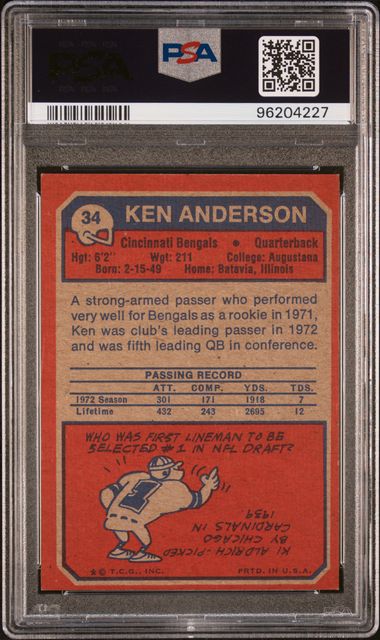 PSA
PSA
96204227
34
KEN ANDERSON
Cincinnati Bengals • Quarterback
Hgt: 6'2" Wgt: 211 College: Augustana
Born: 2-15-49 Home: Batavia, Illinois
A strong-armed passer who performed
very well for Bengals as a rookie in 1971,
Ken was club's leading passer in 1972
and was fifth leading QB in conference.
PASSING RECORD
ATT. COMP. YDS. TDS.
1972 Season 301 171 1918 7
Lifetime 432 243 2695 12
WHO WAS FIRST LINEMAN TO BE
SELECTED #1 IN NFL DRAFT?
1
KI ALDRICH-PICKED
BY CHICAGO
CARDINALS IN
1939
★ © T.C.G., INC. PRTD. IN U.S.A.